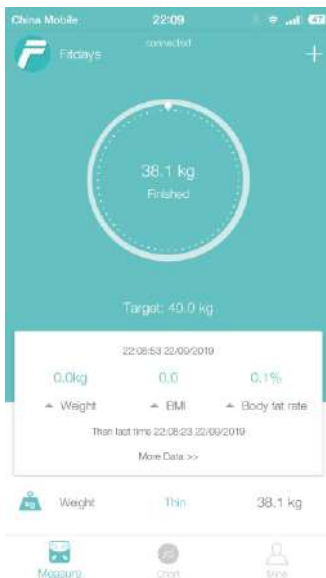 China Mobile 22:09 47
Fitdays connected +
38.1 kg
Finished
Target: 40.0 kg
22:08:53 22/09/2019
0.0kg 0.0 0.1%
Weight BMI Body fat rate
Than last time 22:08:23 22/09/2019
More Data >>
kg Weight Thin 38.1 kg
Measure Chart Mine